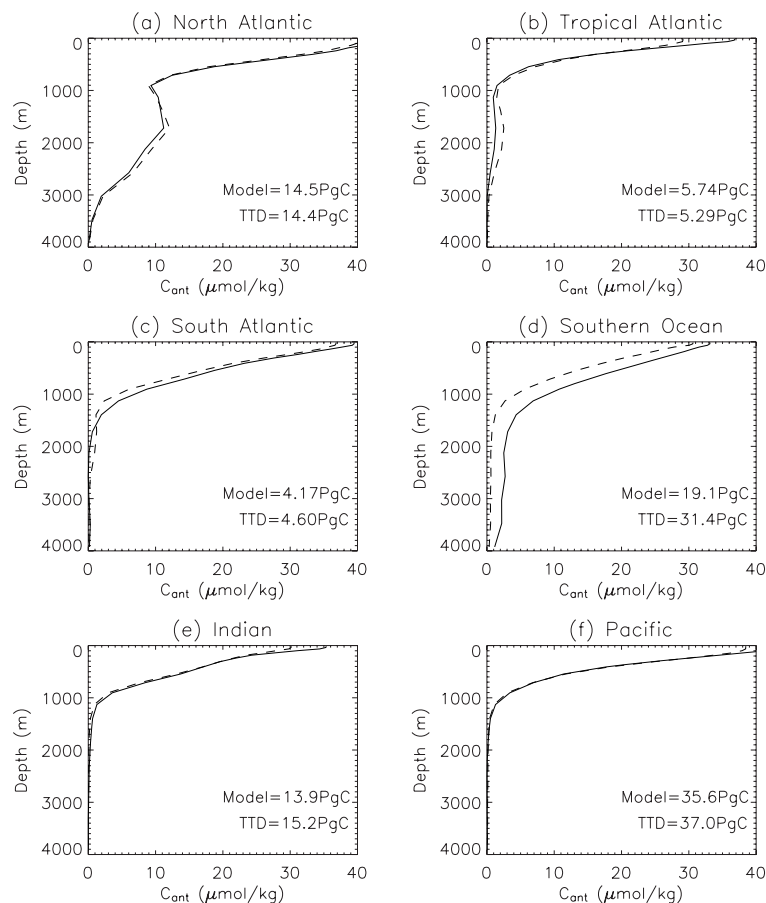 (a) North Atlantic
0
1000
2000
3000
4000
Depth (m)
Model=14.5PgC
TTD=14.4PgC
0 10 20 30 40
C_ant (μmol/kg)
(b) Tropical Atlantic
0
1000
2000
3000
4000
Depth (m)
Model=5.74PgC
TTD=5.29PgC
0 10 20 30 40
C_ant (μmol/kg)
(c) South Atlantic
0
1000
2000
3000
4000
Depth (m)
Model=4.17PgC
TTD=4.60PgC
0 10 20 30 40
C_ant (μmol/kg)
(d) Southern Ocean
0
1000
2000
3000
4000
Depth (m)
Model=19.1PgC
TTD=31.4PgC
0 10 20 30 40
C_ant (μmol/kg)
(e) Indian
0
1000
2000
3000
4000
Depth (m)
Model=13.9PgC
TTD=15.2PgC
0 10 20 30 40
C_ant (μmol/kg)
(f) Pacific
0
1000
2000
3000
4000
Depth (m)
Model=35.6PgC
TTD=37.0PgC
0 10 20 30 40
C_ant (μmol/kg)